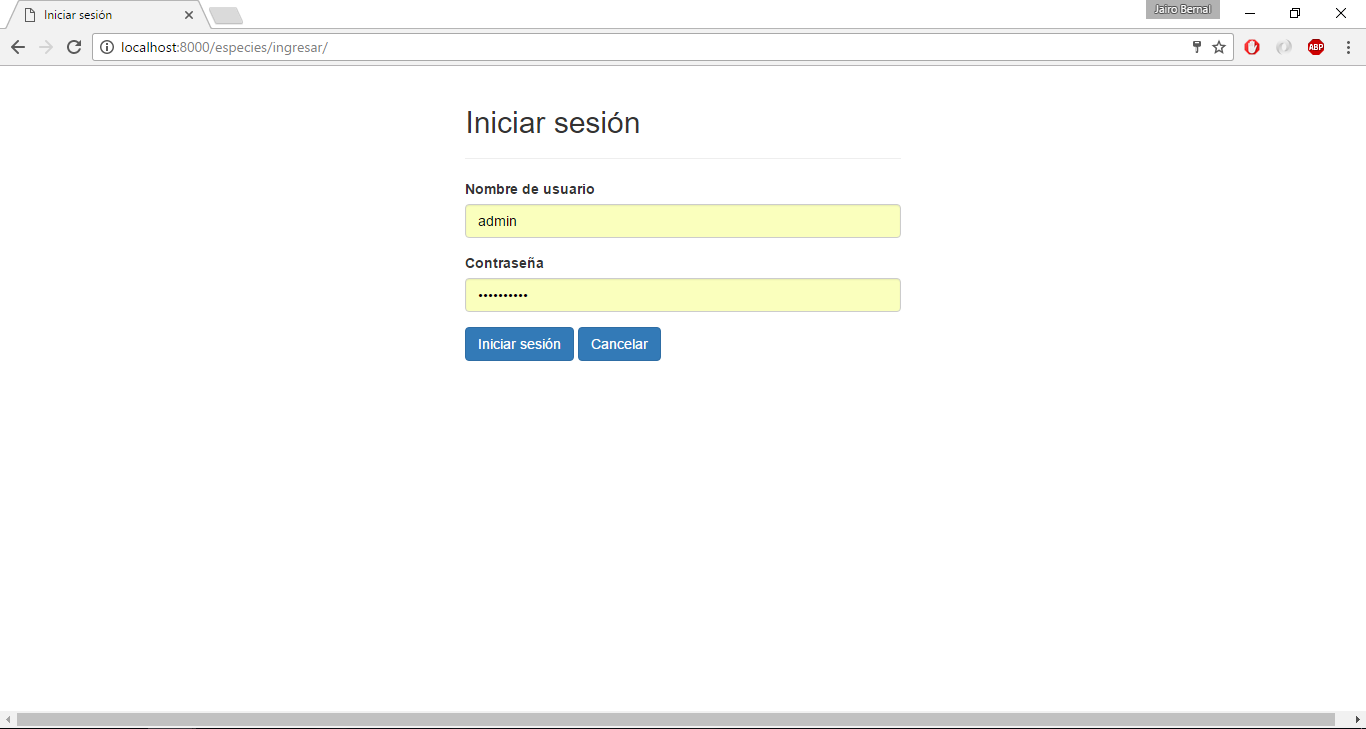 Iniciar sesión
Jairo Bernal
localhost:8000/especies/ingresar/
ABP
Iniciar sesión
Nombre de usuario
admin
Contraseña
••••••••••
Iniciar sesión Cancelar